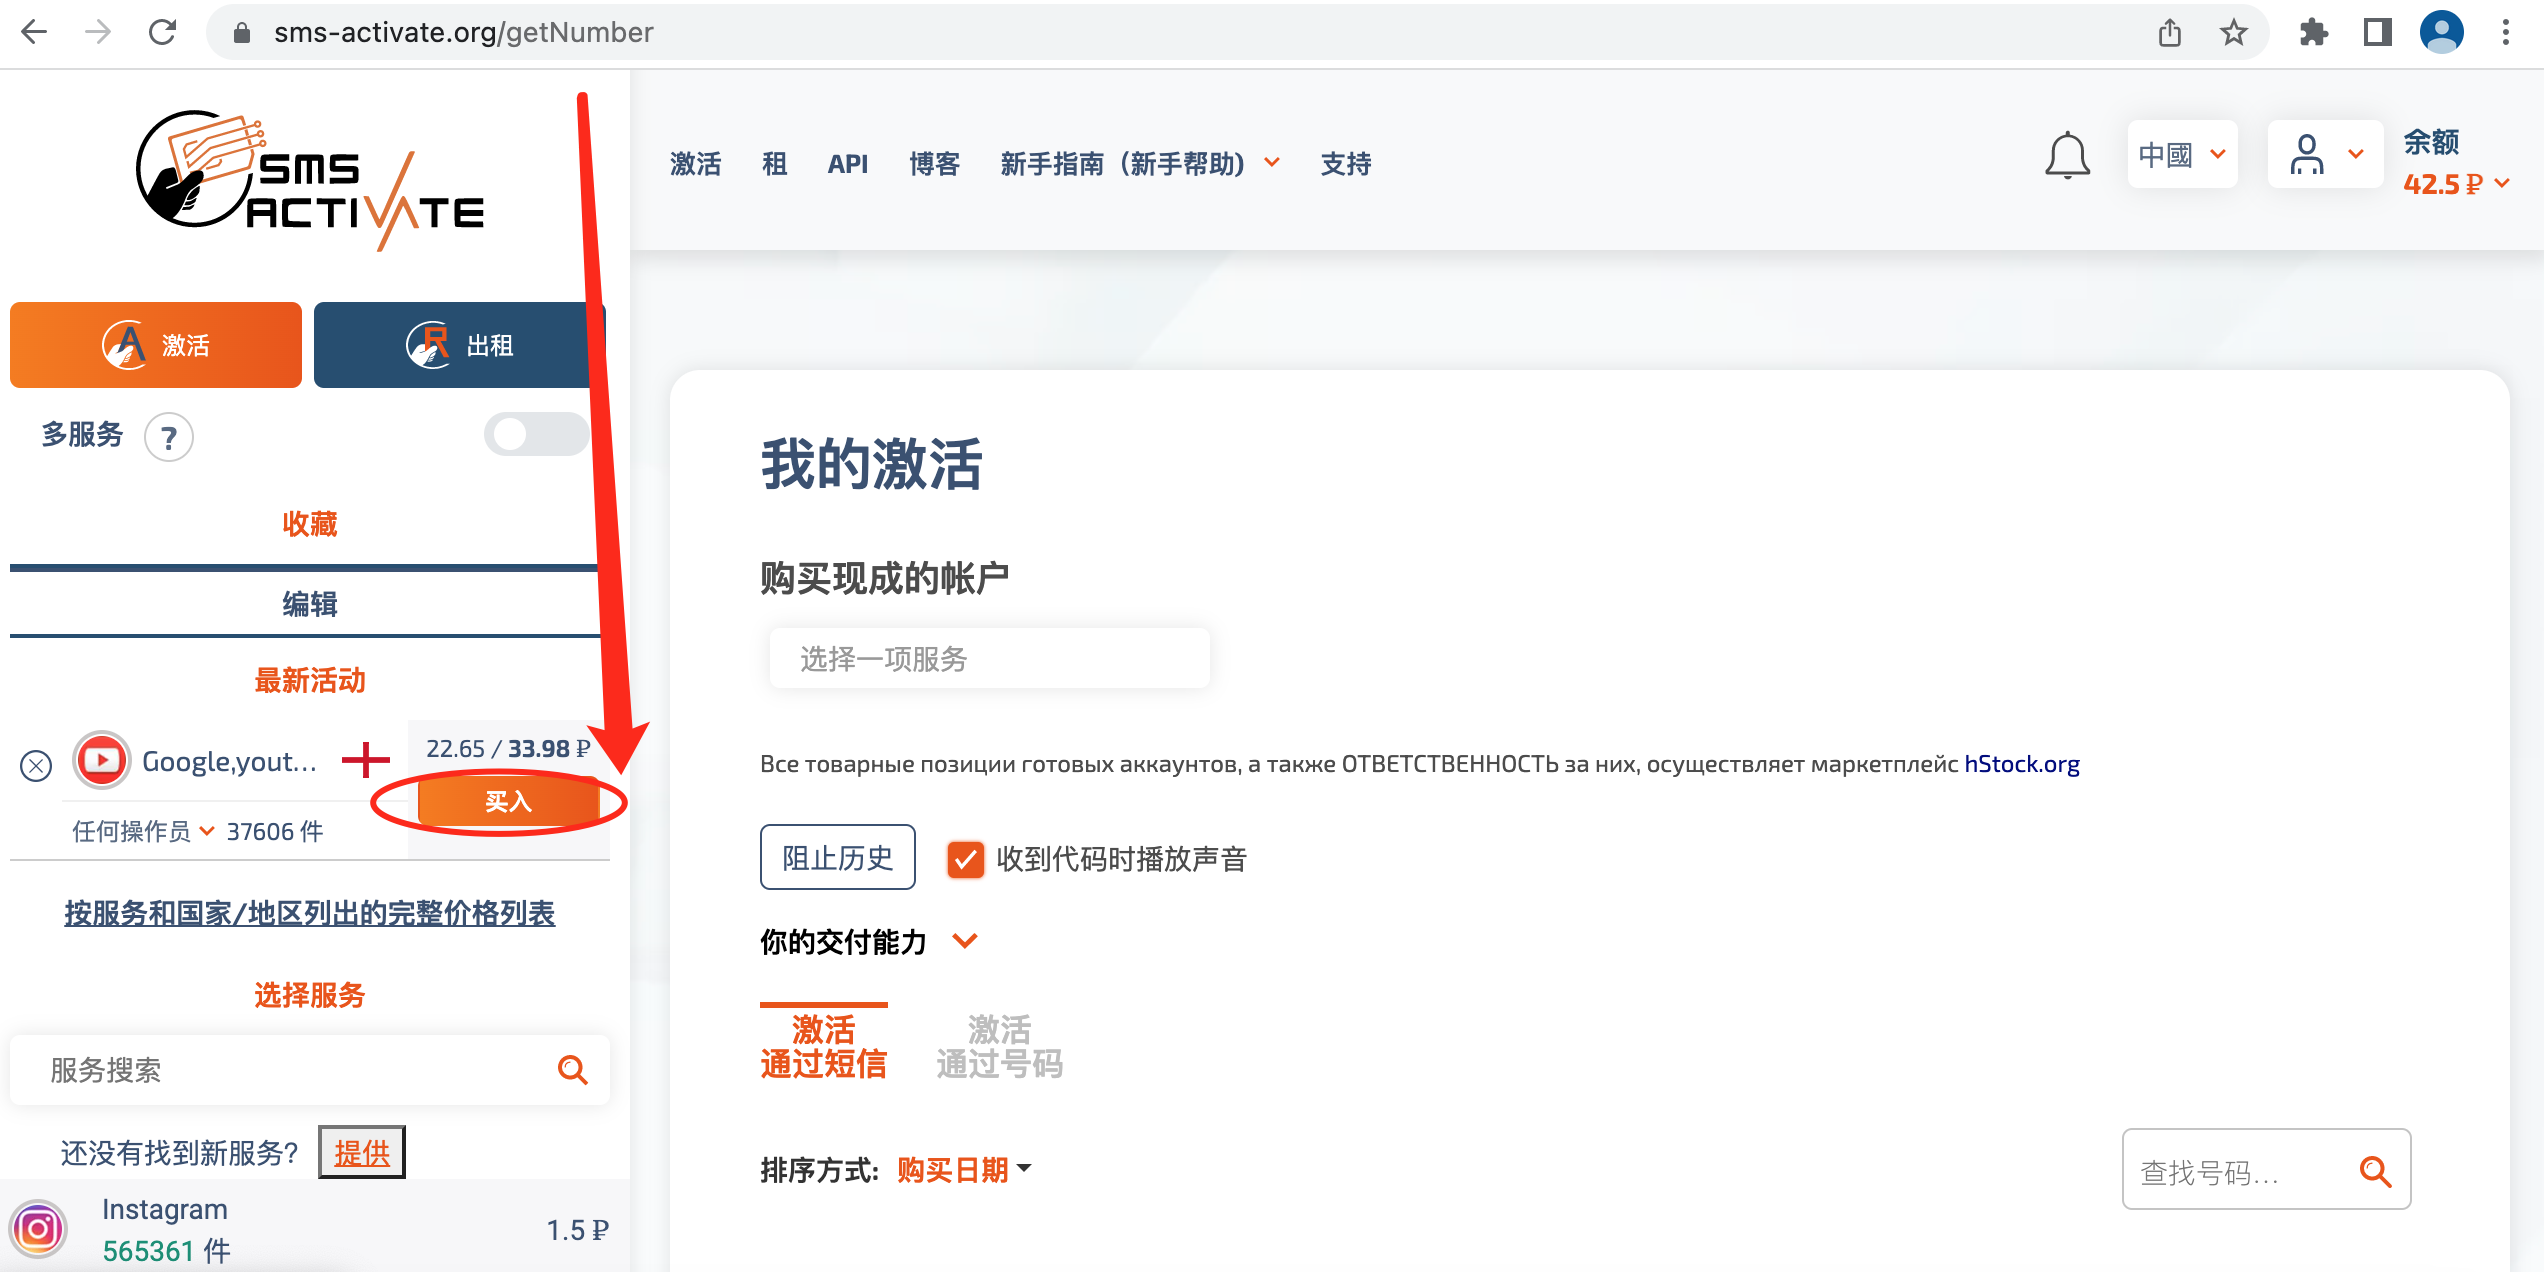 sms-activate.org/getNumber
SMS
ACTIVATE
激活
租
API
博客
新手指南（新手帮助)
支持
中國
余额
42.5 ₽
A 激活
R 出租
多服务 ?
收藏
编辑
最新活动
Google,yout...
22.65 / 33.98 ₽
买入
任何操作员
37606 件
按服务和国家/地区列出的完整价格列表
选择服务
服务搜索
还没有找到新服务?
提供
Instagram
565361 件
1.5 ₽
我的激活
购买现成的帐户
选择一项服务
Все товарные позиции готовых аккаунтов, а также ОТВЕТСТВЕННОСТЬ за них, осуществляет маркетплейс hStock.org
阻止历史
收到代码时播放声音
你的交付能力
激活
通过短信
激活
通过号码
排序方式: 购买日期
查找号码...